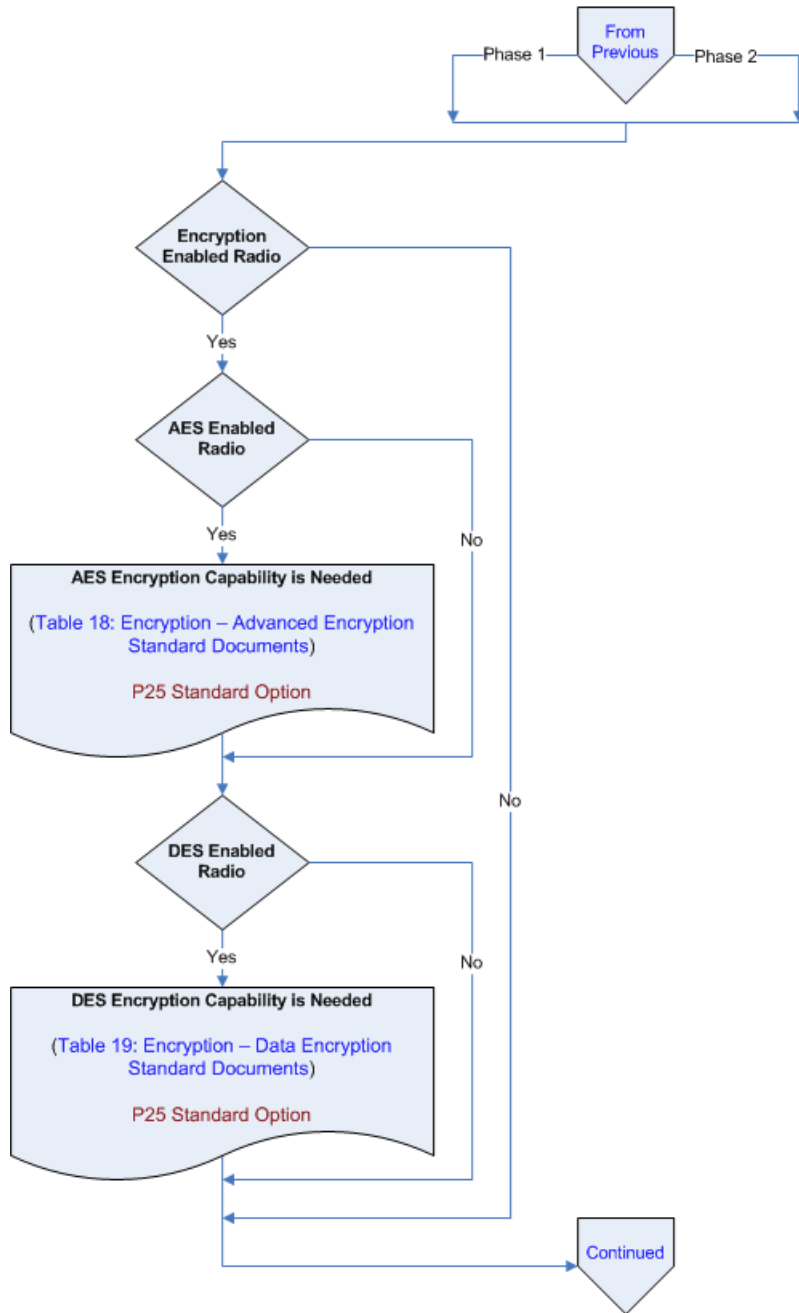 From
Previous
Phase 1
Phase 2
Encryption
Enabled Radio
Yes
AES Enabled
Radio
Yes
No
AES Encryption Capability is Needed
(Table 18: Encryption – Advanced Encryption
Standard Documents)
P25 Standard Option
No
DES Enabled
Radio
Yes
No
DES Encryption Capability is Needed
(Table 19: Encryption – Data Encryption
Standard Documents)
P25 Standard Option
Continued